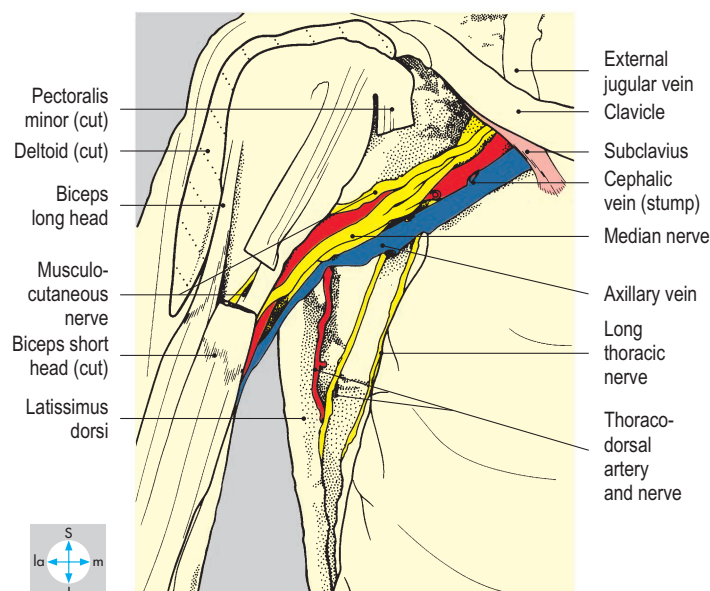 Pectoralis
minor (cut)
Deltoid (cut)
Biceps
long head
Musculo-
cutaneous
nerve
Biceps short
head (cut)
Latissimus
dorsi
External
jugular vein
Clavicle
Subclavius
Cephalic
vein (stump)
Median nerve
Axillary vein
Long
thoracic
nerve
Thoraco-
dorsal
artery
and nerve
S
la
m